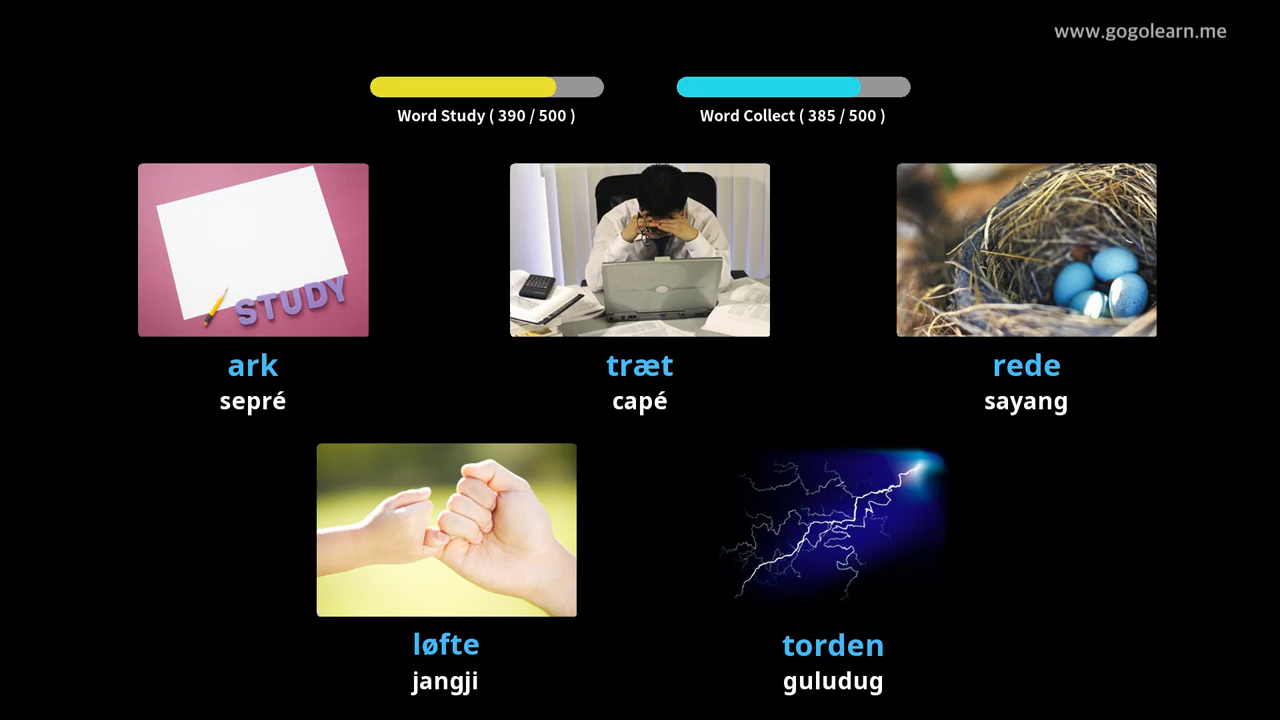 www.gogolearn.me
Word Study ( 390 / 500 )
Word Collect ( 385 / 500 )
STUDY
ark
sepré
træt
capé
rede
sayang
løfte
jangji
torden
guludug